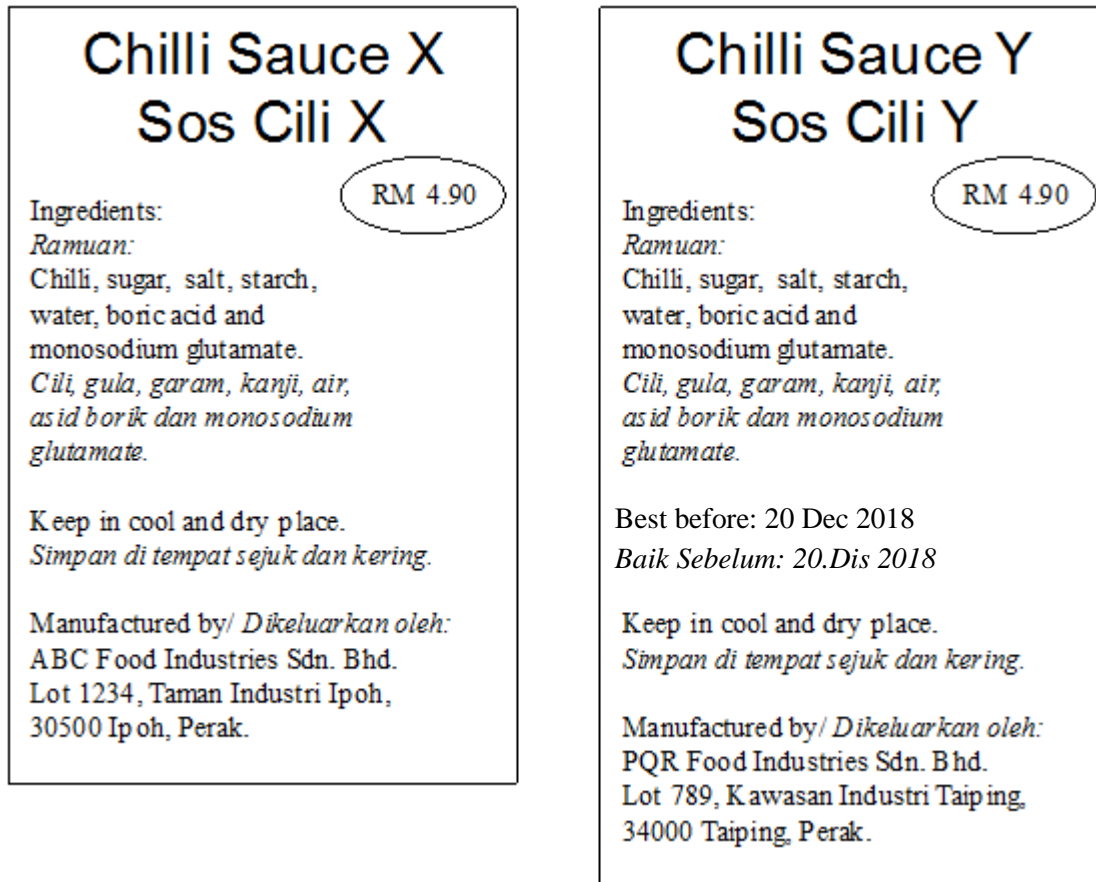 Chilli Sauce X
Sos Cili X
RM 4.90
Ingredients:
Ramuan:
Chilli, sugar, salt, starch,
water, boric acid and
monosodium glutamate.
Cili, gula, garam, kanji, air,
asid borik dan monosodium
glutamate.
Keep in cool and dry place.
Simpan di tempat sejuk dan kering.
Manufactured by/ Dikeluarkan oleh:
ABC Food Industries Sdn. Bhd.
Lot 1234, Taman Industri Ipoh,
30500 Ipoh, Perak.
Chilli Sauce Y
Sos Cili Y
RM 4.90
Ingredients:
Ramuan:
Chilli, sugar, salt, starch,
water, boric acid and
monosodium glutamate.
Cili, gula, garam, kanji, air,
asid borik dan monosodium
glutamate.
Best before: 20 Dec 2018
Baik Sebelum: 20.Dis 2018
Keep in cool and dry place.
Simpan di tempat sejuk dan kering.
Manufactured by/ Dikeluarkan oleh:
PQR Food Industries Sdn. Bhd.
Lot 789, Kawasan Industri Taiping,
34000 Taiping, Perak.